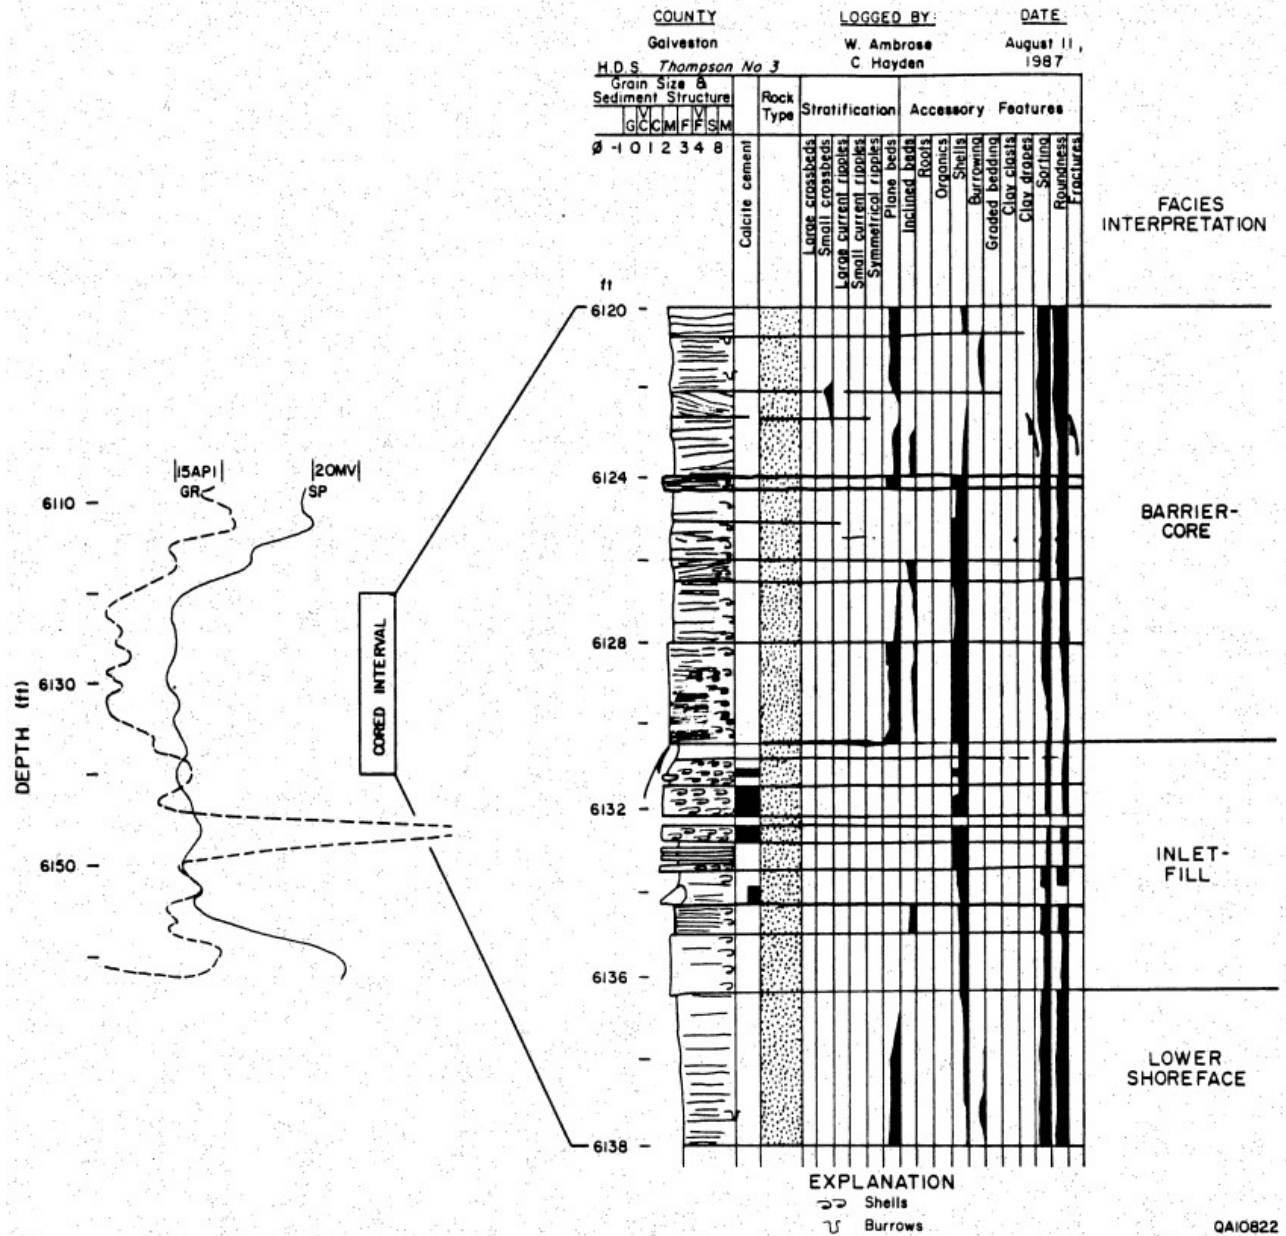 COUNTY
Galveston
LOGGED BY:
W. Ambrose
C. Hayden
DATE:
August 11,
1987
H.D.S. Thompson No 3
Grain Size &
Sediment Structure
Rock
Type
Stratification
Accessory Features
G VC C M F VF S M
Ø -1 0 1 2 3 4 8
Calcite cement
Large crossbeds
Small crossbeds
Large current ripples
Small current ripples
Symmetrical ripples
Plane beds
Inclined beds
Roots
Organics
Shells
Burrowing
Graded bedding
Clay clasts
Clay drapes
Sorting
Roundness
Fractures
FACIES
INTERPRETATION
ft
6120
6124
6128
6132
6136
6138
BARRIER-
CORE
INLET-
FILL
LOWER
SHOREFACE
15API
GR
20MV
SP
DEPTH (ft)
6110
6130
6150
CORED INTERVAL
EXPLANATION
Shells
Burrows
QA10822